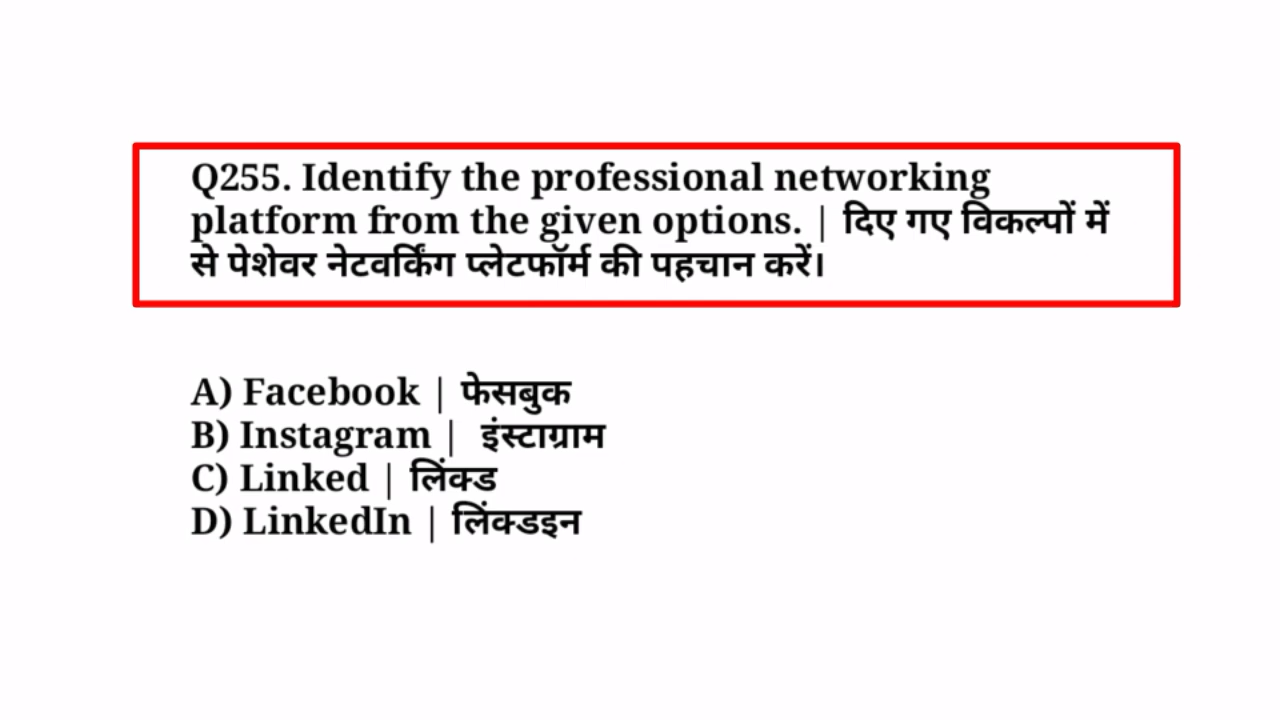 Q255. Identify the professional networking
platform from the given options. | दिए गए विकल्पों में
से पेशेवर नेटवर्किंग प्लेटफॉर्म की पहचान करें।
A) Facebook | फेसबुक
B) Instagram | इंस्टाग्राम
C) Linked | लिंक्ड
D) LinkedIn | लिंक्डइन